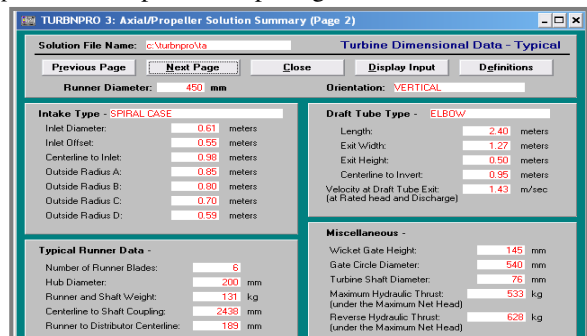 TURBNPRO 3: Axial/Propeller Solution Summary (Page 2)
Solution File Name: c:\turbnpro\ta
Turbine Dimensional Data - Typical
Previous Page Next Page Close Display Input Definitions
Runner Diameter: 450 mm
Orientation: VERTICAL
Intake Type - SPIRAL CASE
Inlet Diameter: 0.61 meters
Inlet Offset: 0.55 meters
Centerline to Inlet: 0.98 meters
Outside Radius A: 0.85 meters
Outside Radius B: 0.80 meters
Outside Radius C: 0.70 meters
Outside Radius D: 0.59 meters
Typical Runner Data -
Number of Runner Blades: 6
Hub Diameter: 200 mm
Runner and Shaft Weight: 131 kg
Centerline to Shaft Coupling: 2438 mm
Runner to Distributor Centerline: 189 mm
Draft Tube Type - ELBOW
Length: 2.40 meters
Exit Width: 1.27 meters
Exit Height: 0.50 meters
Centerline to Invert: 0.95 meters
Velocity at Draft Tube Exit: 1.43 m/sec
(at Rated head and Discharge)
Miscellaneous -
Wicket Gate Height: 145 mm
Gate Circle Diameter: 540 mm
Turbine Shaft Diameter: 76 mm
Maximum Hydraulic Thrust: 533 kg
(under the Maximum Net Head)
Reverse Hydraulic Thrust: 628 kg
(under the Maximum Net Head)